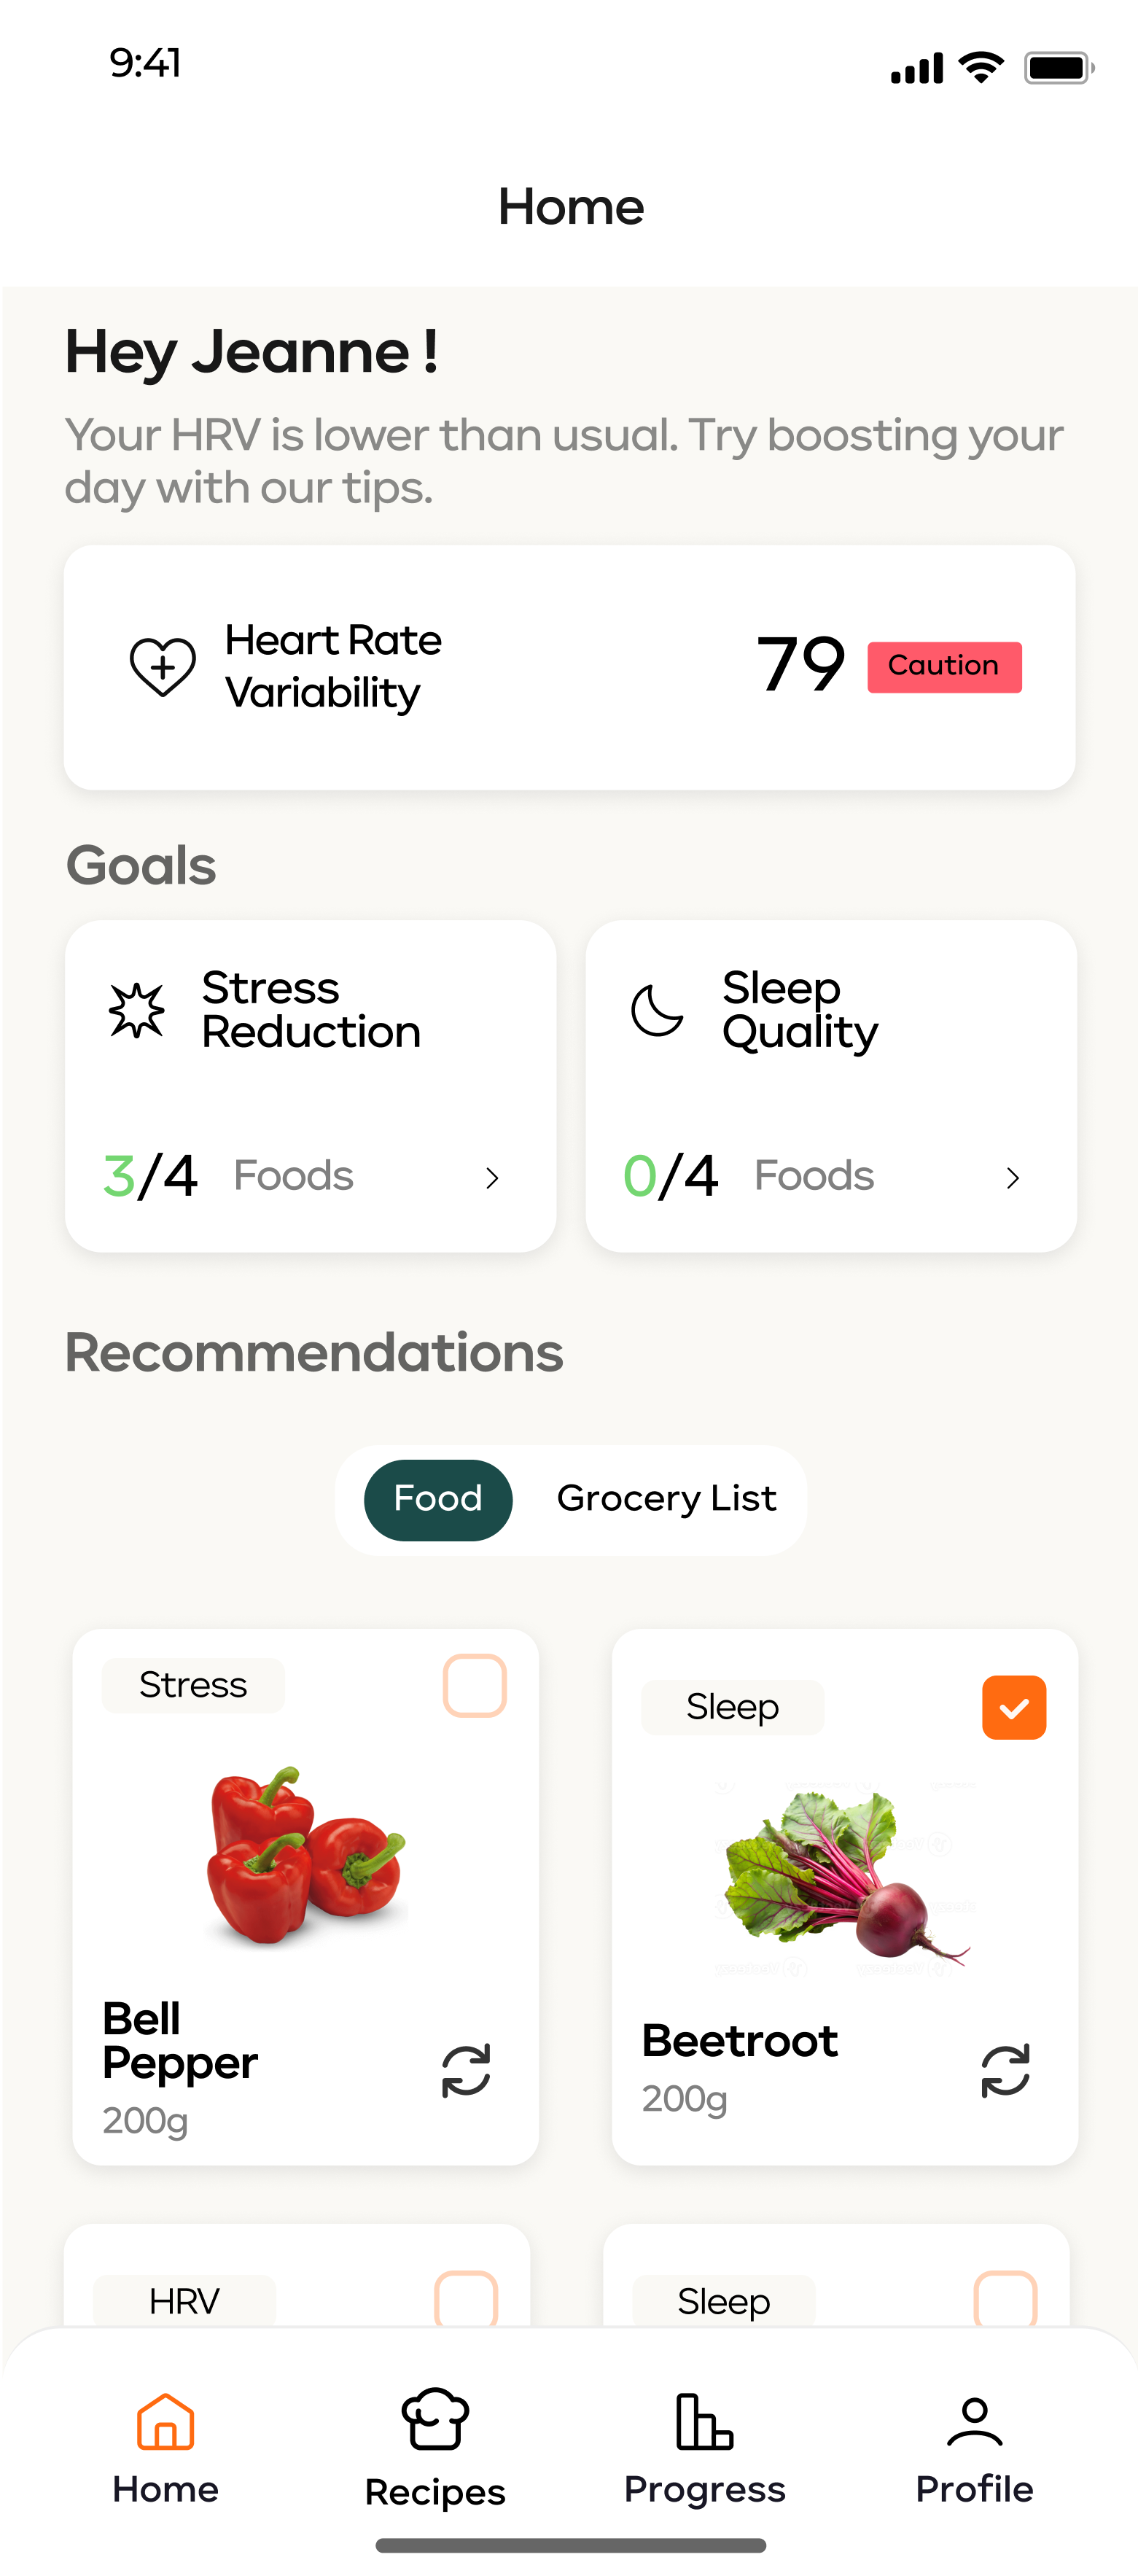 9:41
Home
Hey Jeanne !
Your HRV is lower than usual. Try boosting your
day with our tips.
Heart Rate
Variability
79
Caution
Goals
Stress
Reduction
3/4 Foods
Sleep
Quality
0/4 Foods
Recommendations
Food
Grocery List
Stress
Bell
Pepper
200g
Sleep
Beetroot
200g
HRV
Sleep
Home
Recipes
Progress
Profile